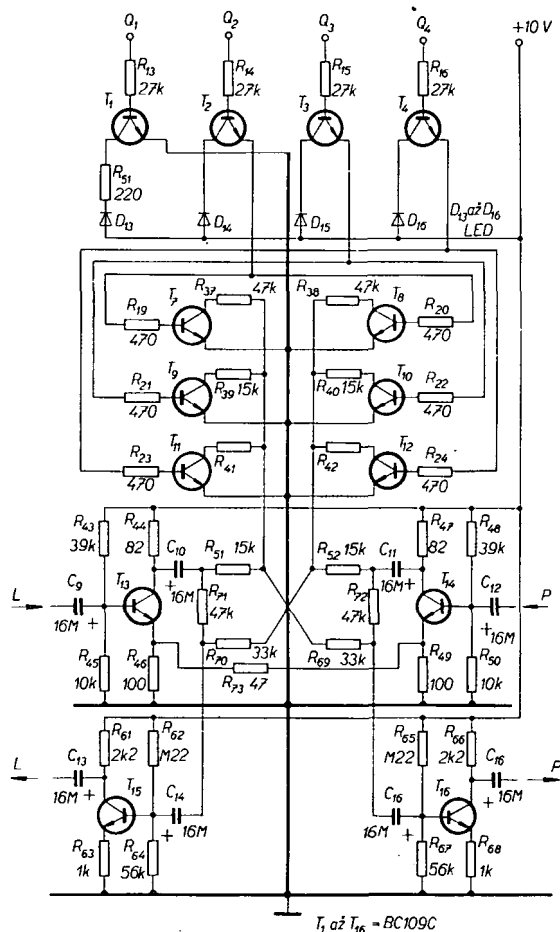 Q1 Q2 Q3 Q4 +10 V
R13 27k R14 27k R15 27k R16 27k
T1 T2 T3 T4
R51 220
D13 D14 D15 D16 D13 až D16 LED
R37 47k R38 47k
T7 T8
R19 470 R20 470
T9 T10
R39 15k R40 15k
R21 470 R22 470
T11 T12
R41 R42
R23 470 R24 470
R43 39k R44 82 C10 16M + R51 15k R52 15k C11 16M + R47 82 R48 39k
L C9 16M + T13 R71 47k R72 47k T14 C12 16M + P
R45 10k R46 100 R70 33k R69 33k R49 100 R50 10k
R73 47
R61 2k2 R62 M22 R65 M22 R66 2k2
L C13 16M + T15 C14 16M + C16 16M + T16 C16 16M + P
R63 1k R64 56k R67 56k R68 1k
T1 až T16 = BC109C